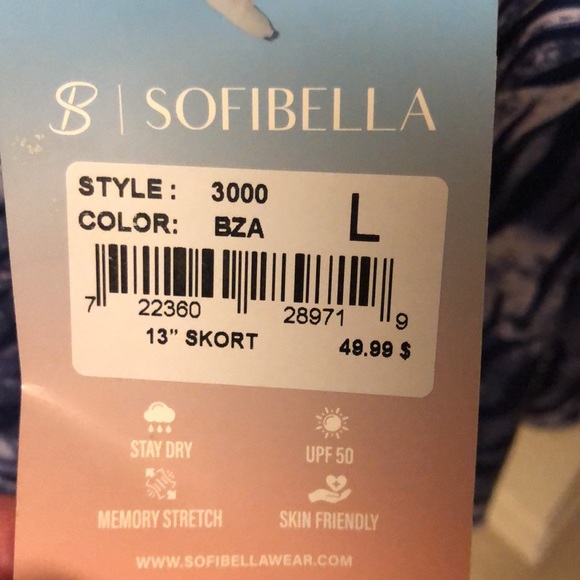 SB | SOFIBELLA
STYLE: 3000
COLOR: BZA
L
7 22360 28971 9
13” SKORT 49.99 $
STAY DRY UPF 50
MEMORY STRETCH SKIN FRIENDLY
WWW.SOFIBELLAWEAR.COM